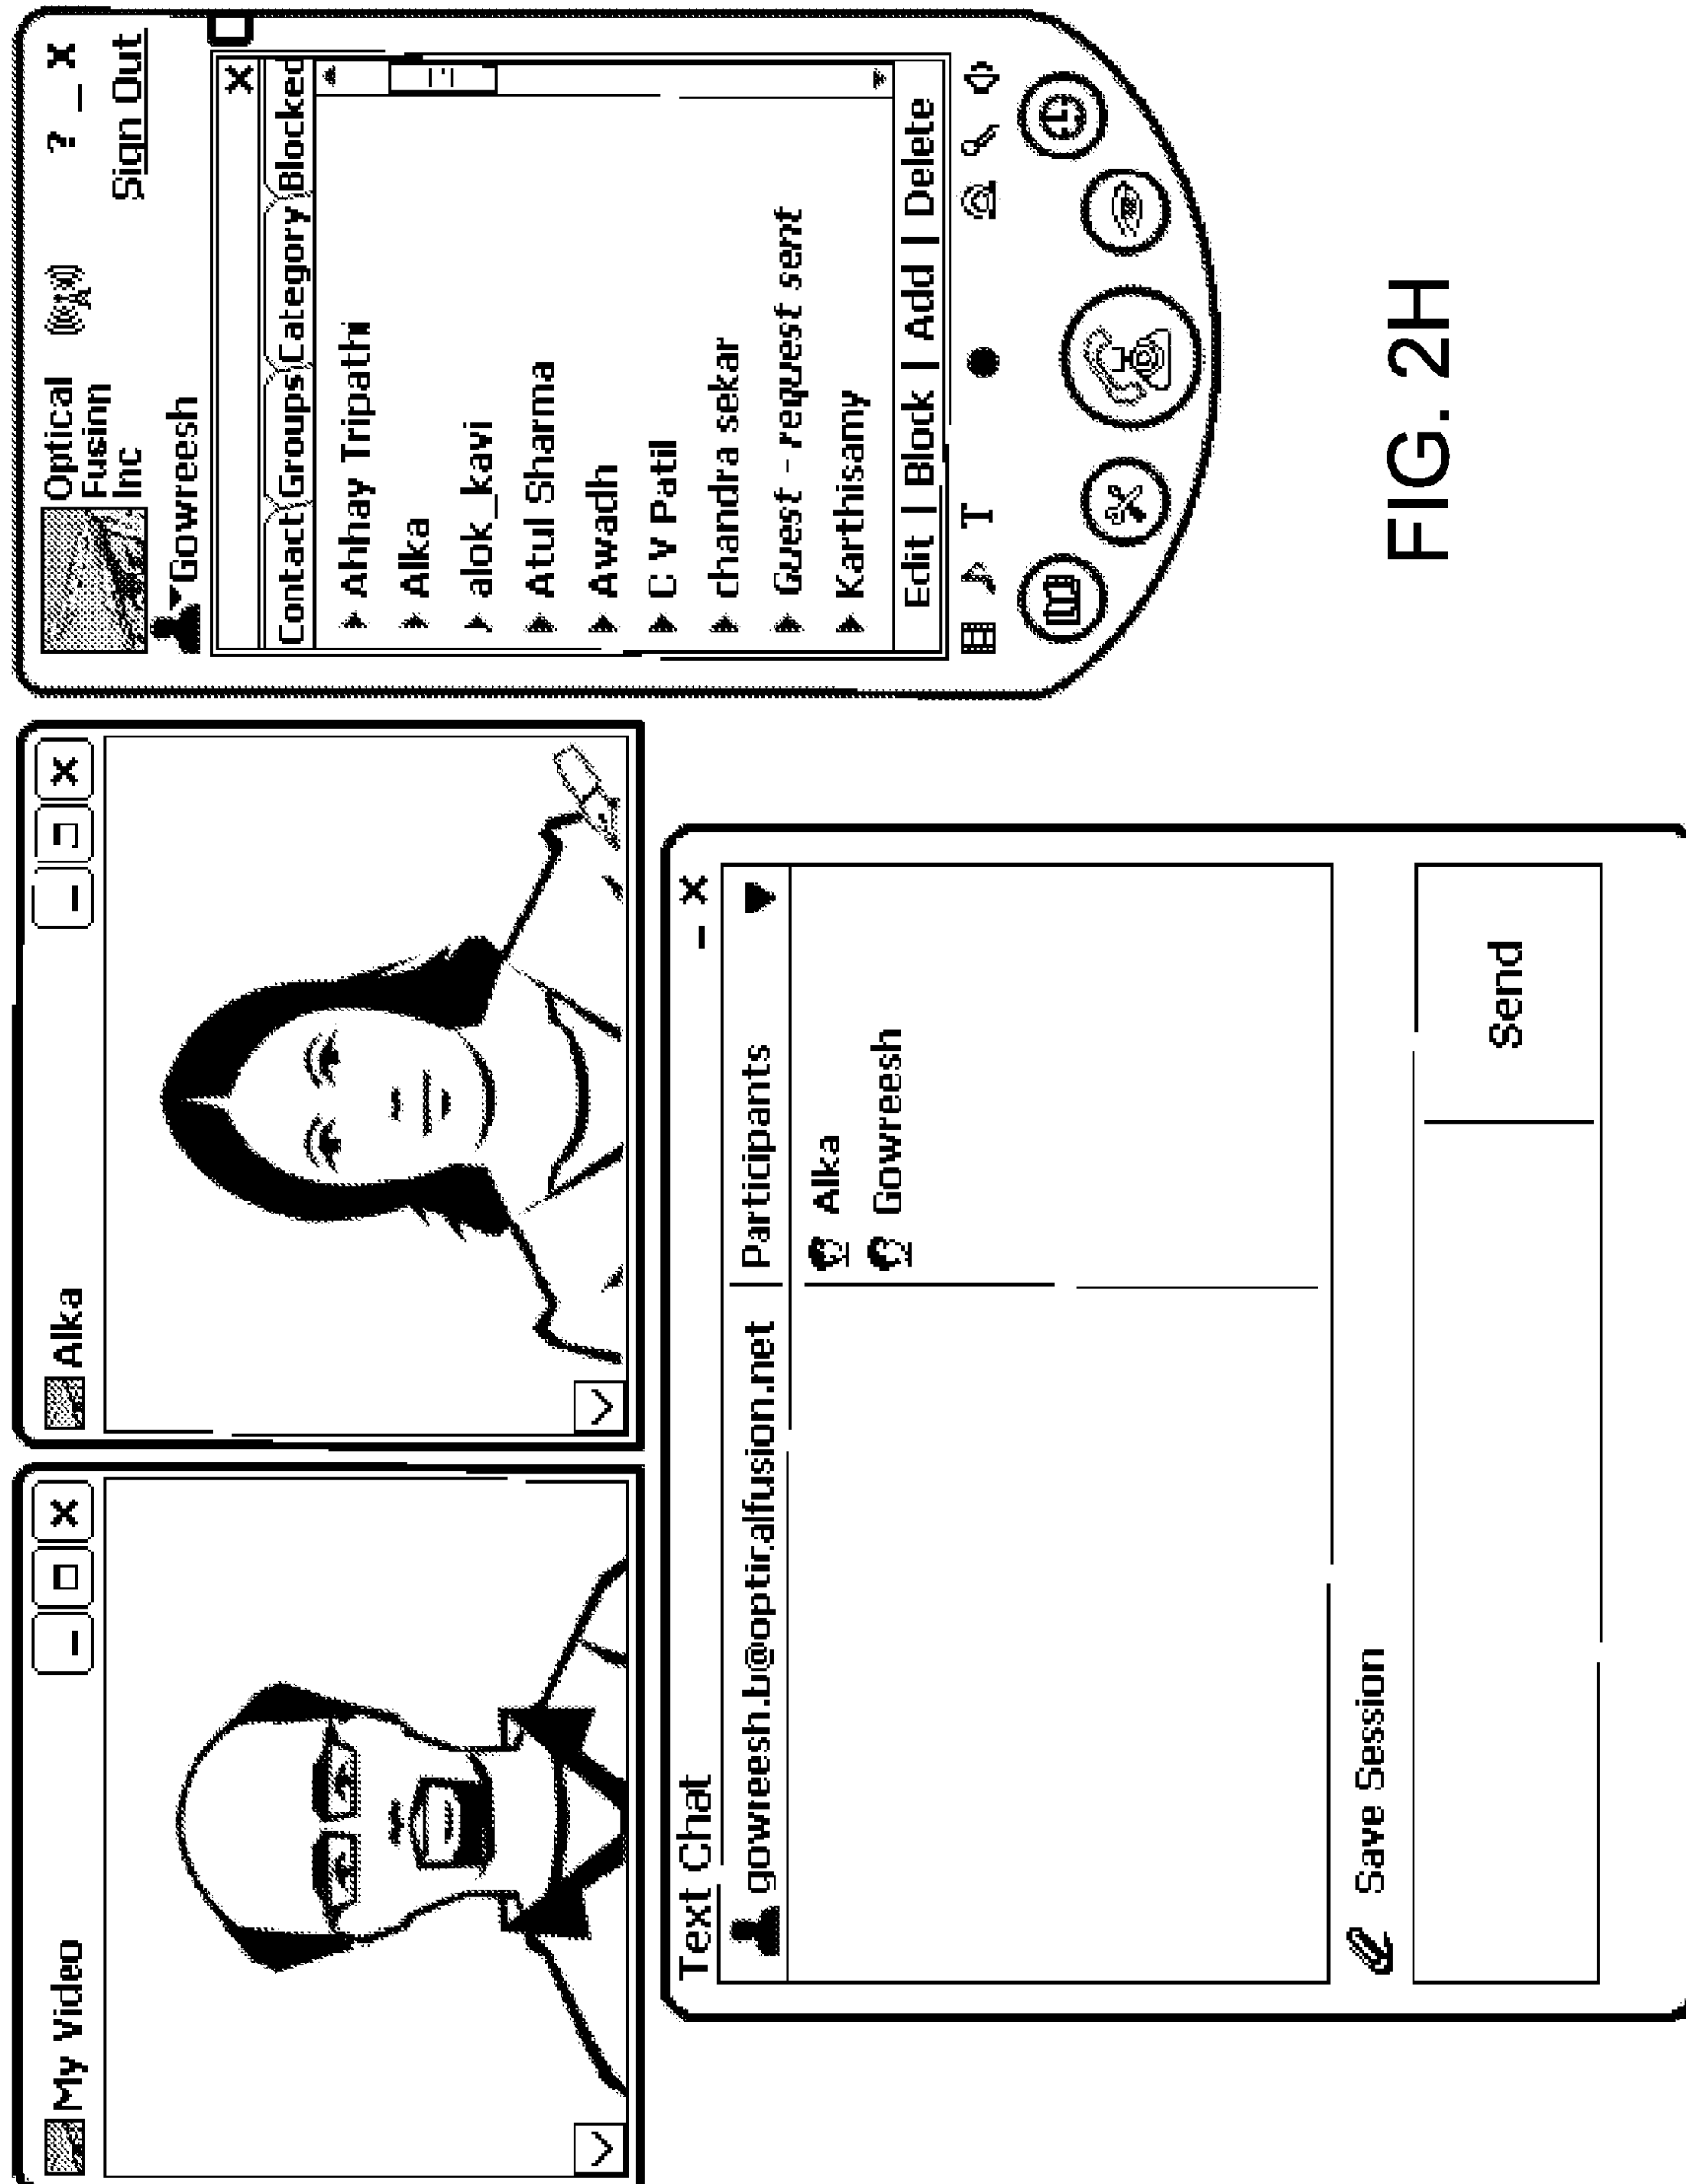 My Video
Alka
Optical
Fusinn
Inc
? _ X
Sign Out
Gowreesh
X
Contact Groups Category Blocked
Ahhay Tripathi
Alka
alok_kavi
Atul Sharma
Awadh
C V Patil
chandra sekar
Guest - request sent
Karthisamy
Edit | Block | Add | Delete
T
Text Chat
gowreesh.b@optir.alfusion.net
Participants
Alka
Gowreesh
Save Session
Send
FIG. 2H